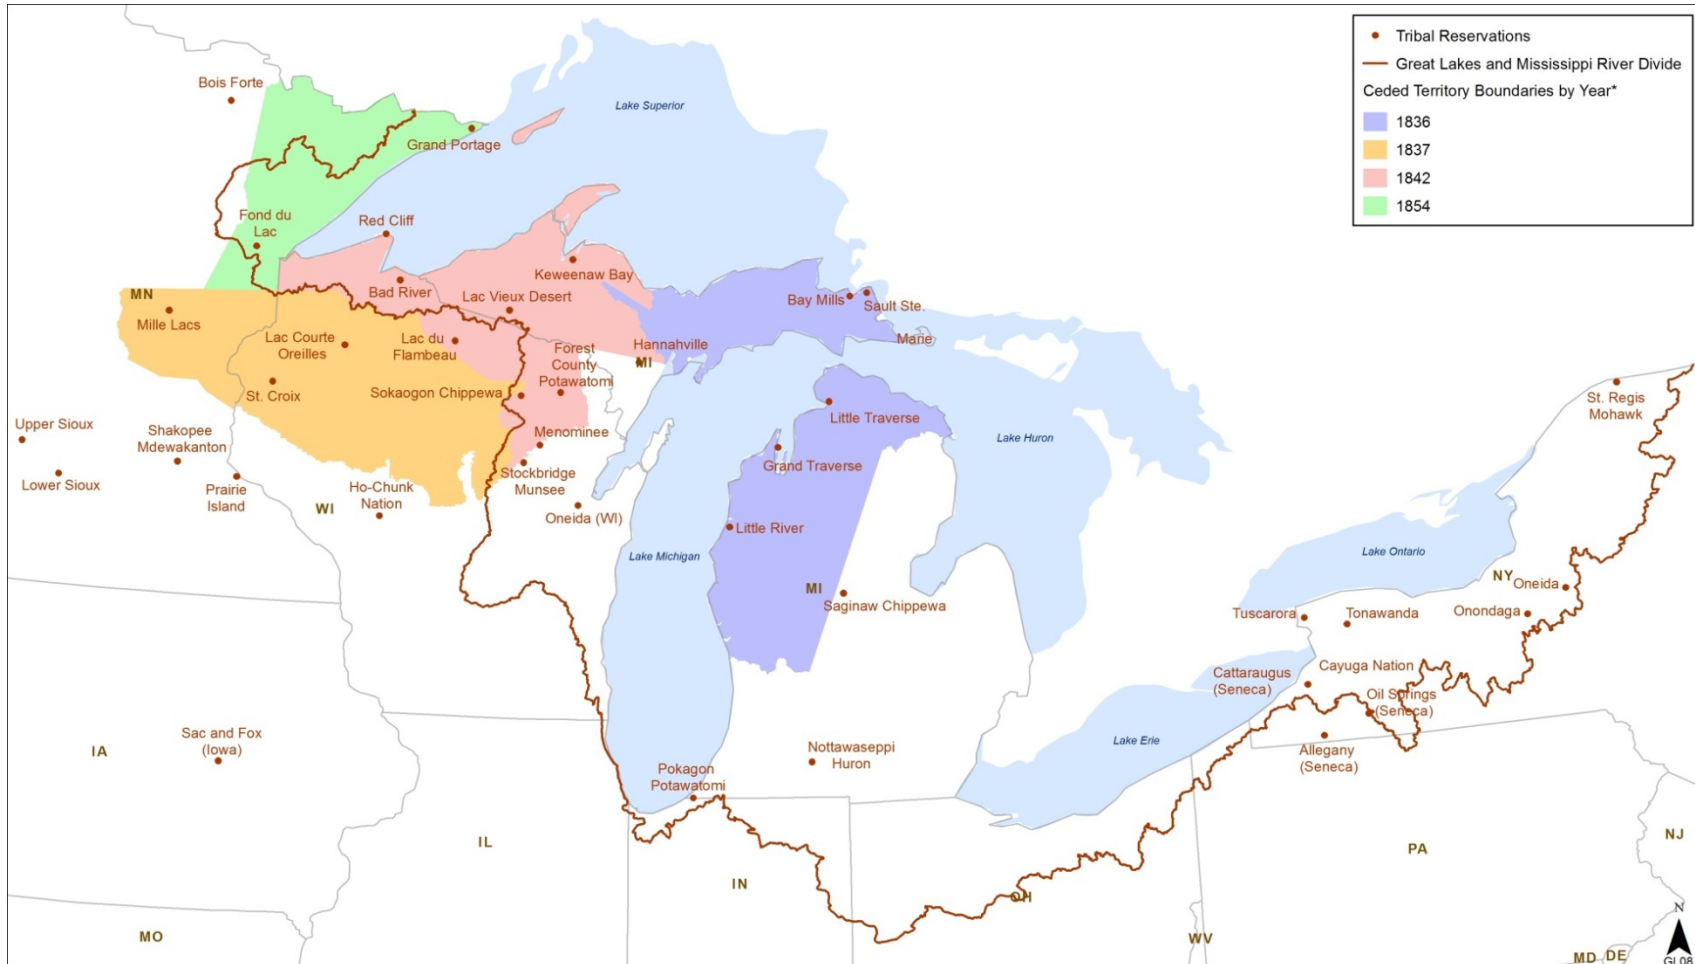 Tribal Reservations
Great Lakes and Mississippi River Divide
Ceded Territory Boundaries by Year*
1836
1837
1842
1854
Bois Forte
Lake Superior
Grand Portage
Fond du
Lac
Red Cliff
Keweenaw Bay
Bad River
Lac Vieux Desert
MN
Mille Lacs
Bay Mills
Sault Ste.
Marie
Lac Courte
Oreilles
Lac du
Flambeau
Hannahville
MI
Forest
County
Potawatomi
St. Croix
Sokaogon Chippewa
Little Traverse
St. Regis
Mohawk
Upper Sioux
Shakopee
Mdewakanton
Menominee
Lake Huron
Grand Traverse
Lower Sioux
Prairie
Island
Ho-Chunk
Nation
Stockbridge
Munsee
WI
Oneida (WI)
Little River
Lake Michigan
Lake Ontario
MI
Saginaw Chippewa
NY
Oneida
Onondaga
Tuscarora
Tonawanda
Cattaraugus
(Seneca)
Cayuga Nation
Oil Springs
(Seneca)
Lake Erie
Allegany
(Seneca)
IA
Sac and Fox
(Iowa)
Nottawaseppi
Huron
Pokagon
Potawatomi
IL
IN
OH
PA
NJ
MO
WV
MD
DE
N
GL08